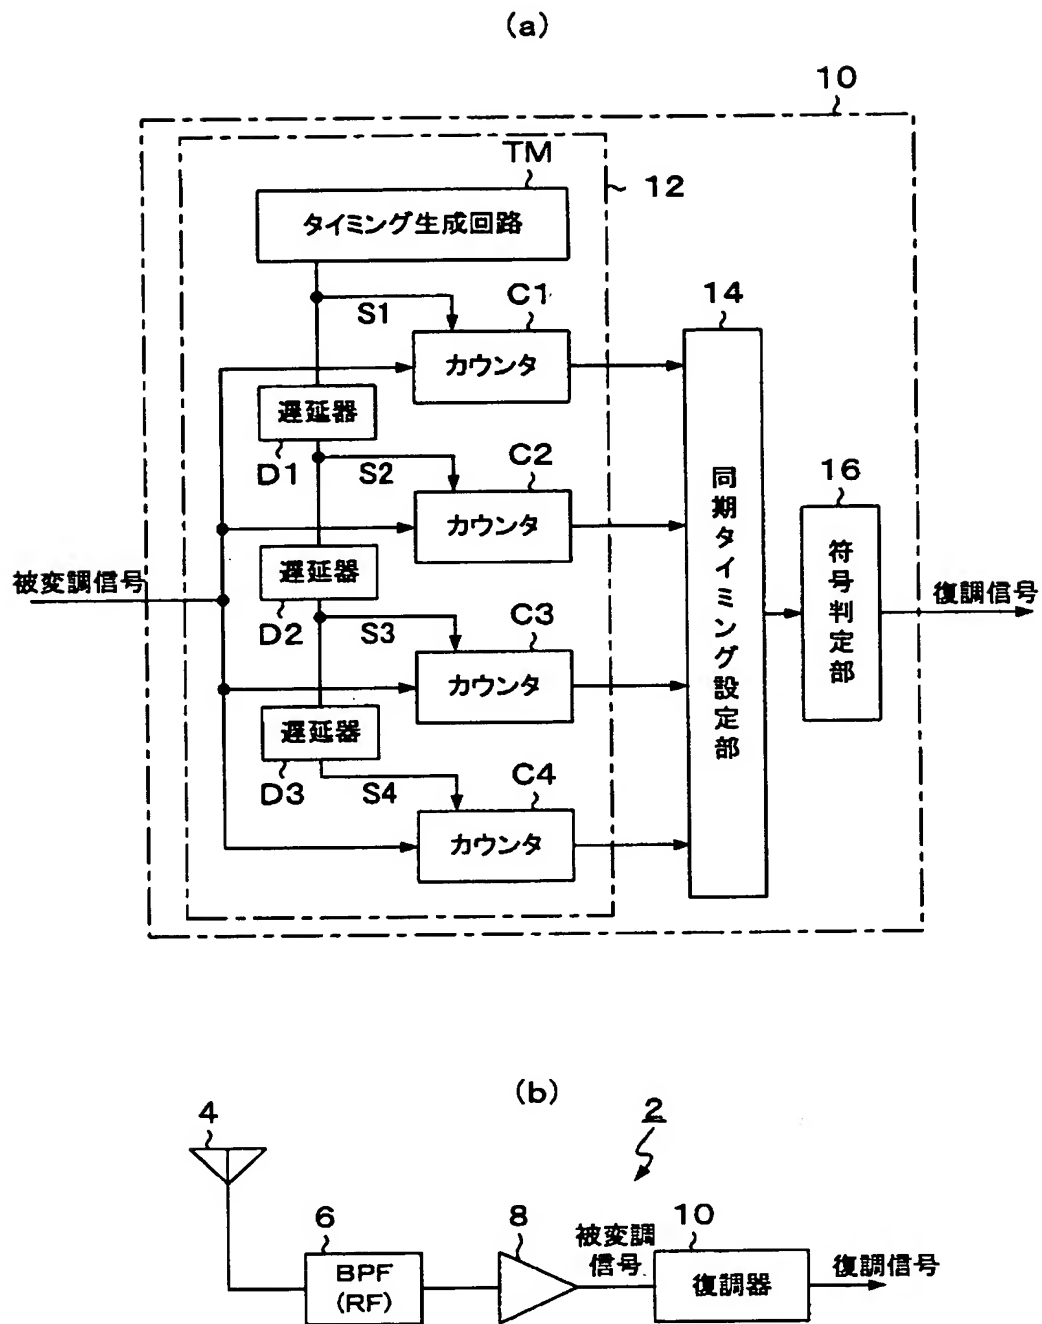 (a)
10
TM
12
タイミング生成回路
S1
C1
カウンタ
14
遅延器
D1
S2
C2
カウンタ
16
同期タイミング設定部
符号判定部
被変調信号
復調信号
遅延器
D2
S3
C3
カウンタ
遅延器
D3
S4
C4
カウンタ
(b)
2
4
6
BPF
(RF)
8
被変調
信号
10
復調器
復調信号